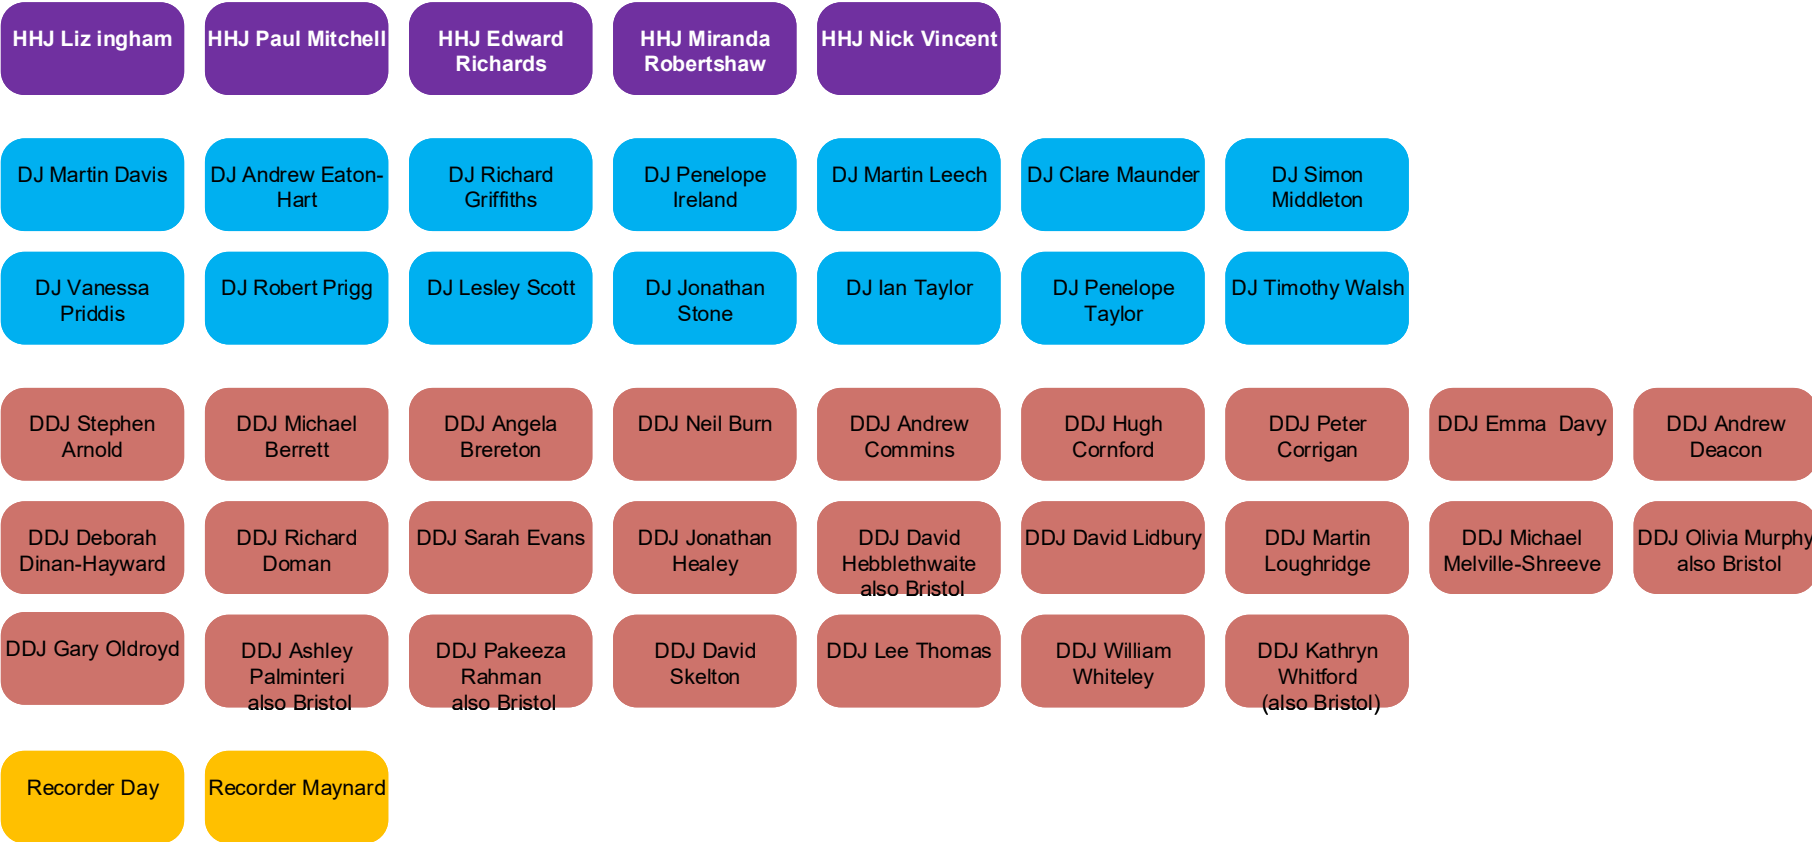 HHJ Liz ingham
HHJ Paul Mitchell
HHJ Edward
Richards
HHJ Miranda
Robertshaw
HHJ Nick Vincent
DJ Martin Davis
DJ Andrew Eaton-
Hart
DJ Richard
Griffiths
DJ Penelope
Ireland
DJ Martin Leech
DJ Clare Maunder
DJ Simon
Middleton
DJ Vanessa
Priddis
DJ Robert Prigg
DJ Lesley Scott
DJ Jonathan
Stone
DJ Ian Taylor
DJ Penelope
Taylor
DJ Timothy Walsh
DDJ Stephen
Arnold
DDJ Michael
Berrett
DDJ Angela
Brereton
DDJ Neil Burn
DDJ Andrew
Commins
DDJ Hugh
Cornford
DDJ Peter
Corrigan
DDJ Emma  Davy
DDJ Andrew
Deacon
DDJ Deborah
Dinan-Hayward
DDJ Richard
Doman
DDJ Sarah Evans
DDJ Jonathan
Healey
DDJ David
Hebblethwaite
also Bristol
DDJ David Lidbury
DDJ Martin
Loughridge
DDJ Michael
Melville-Shreeve
DDJ Olivia Murphy
also Bristol
DDJ Gary Oldroyd
DDJ Ashley
Palminteri
also Bristol
DDJ Pakeeza
Rahman
also Bristol
DDJ David
Skelton
DDJ Lee Thomas
DDJ William
Whiteley
DDJ Kathryn
Whitford
(also Bristol)
Recorder Day
Recorder Maynard